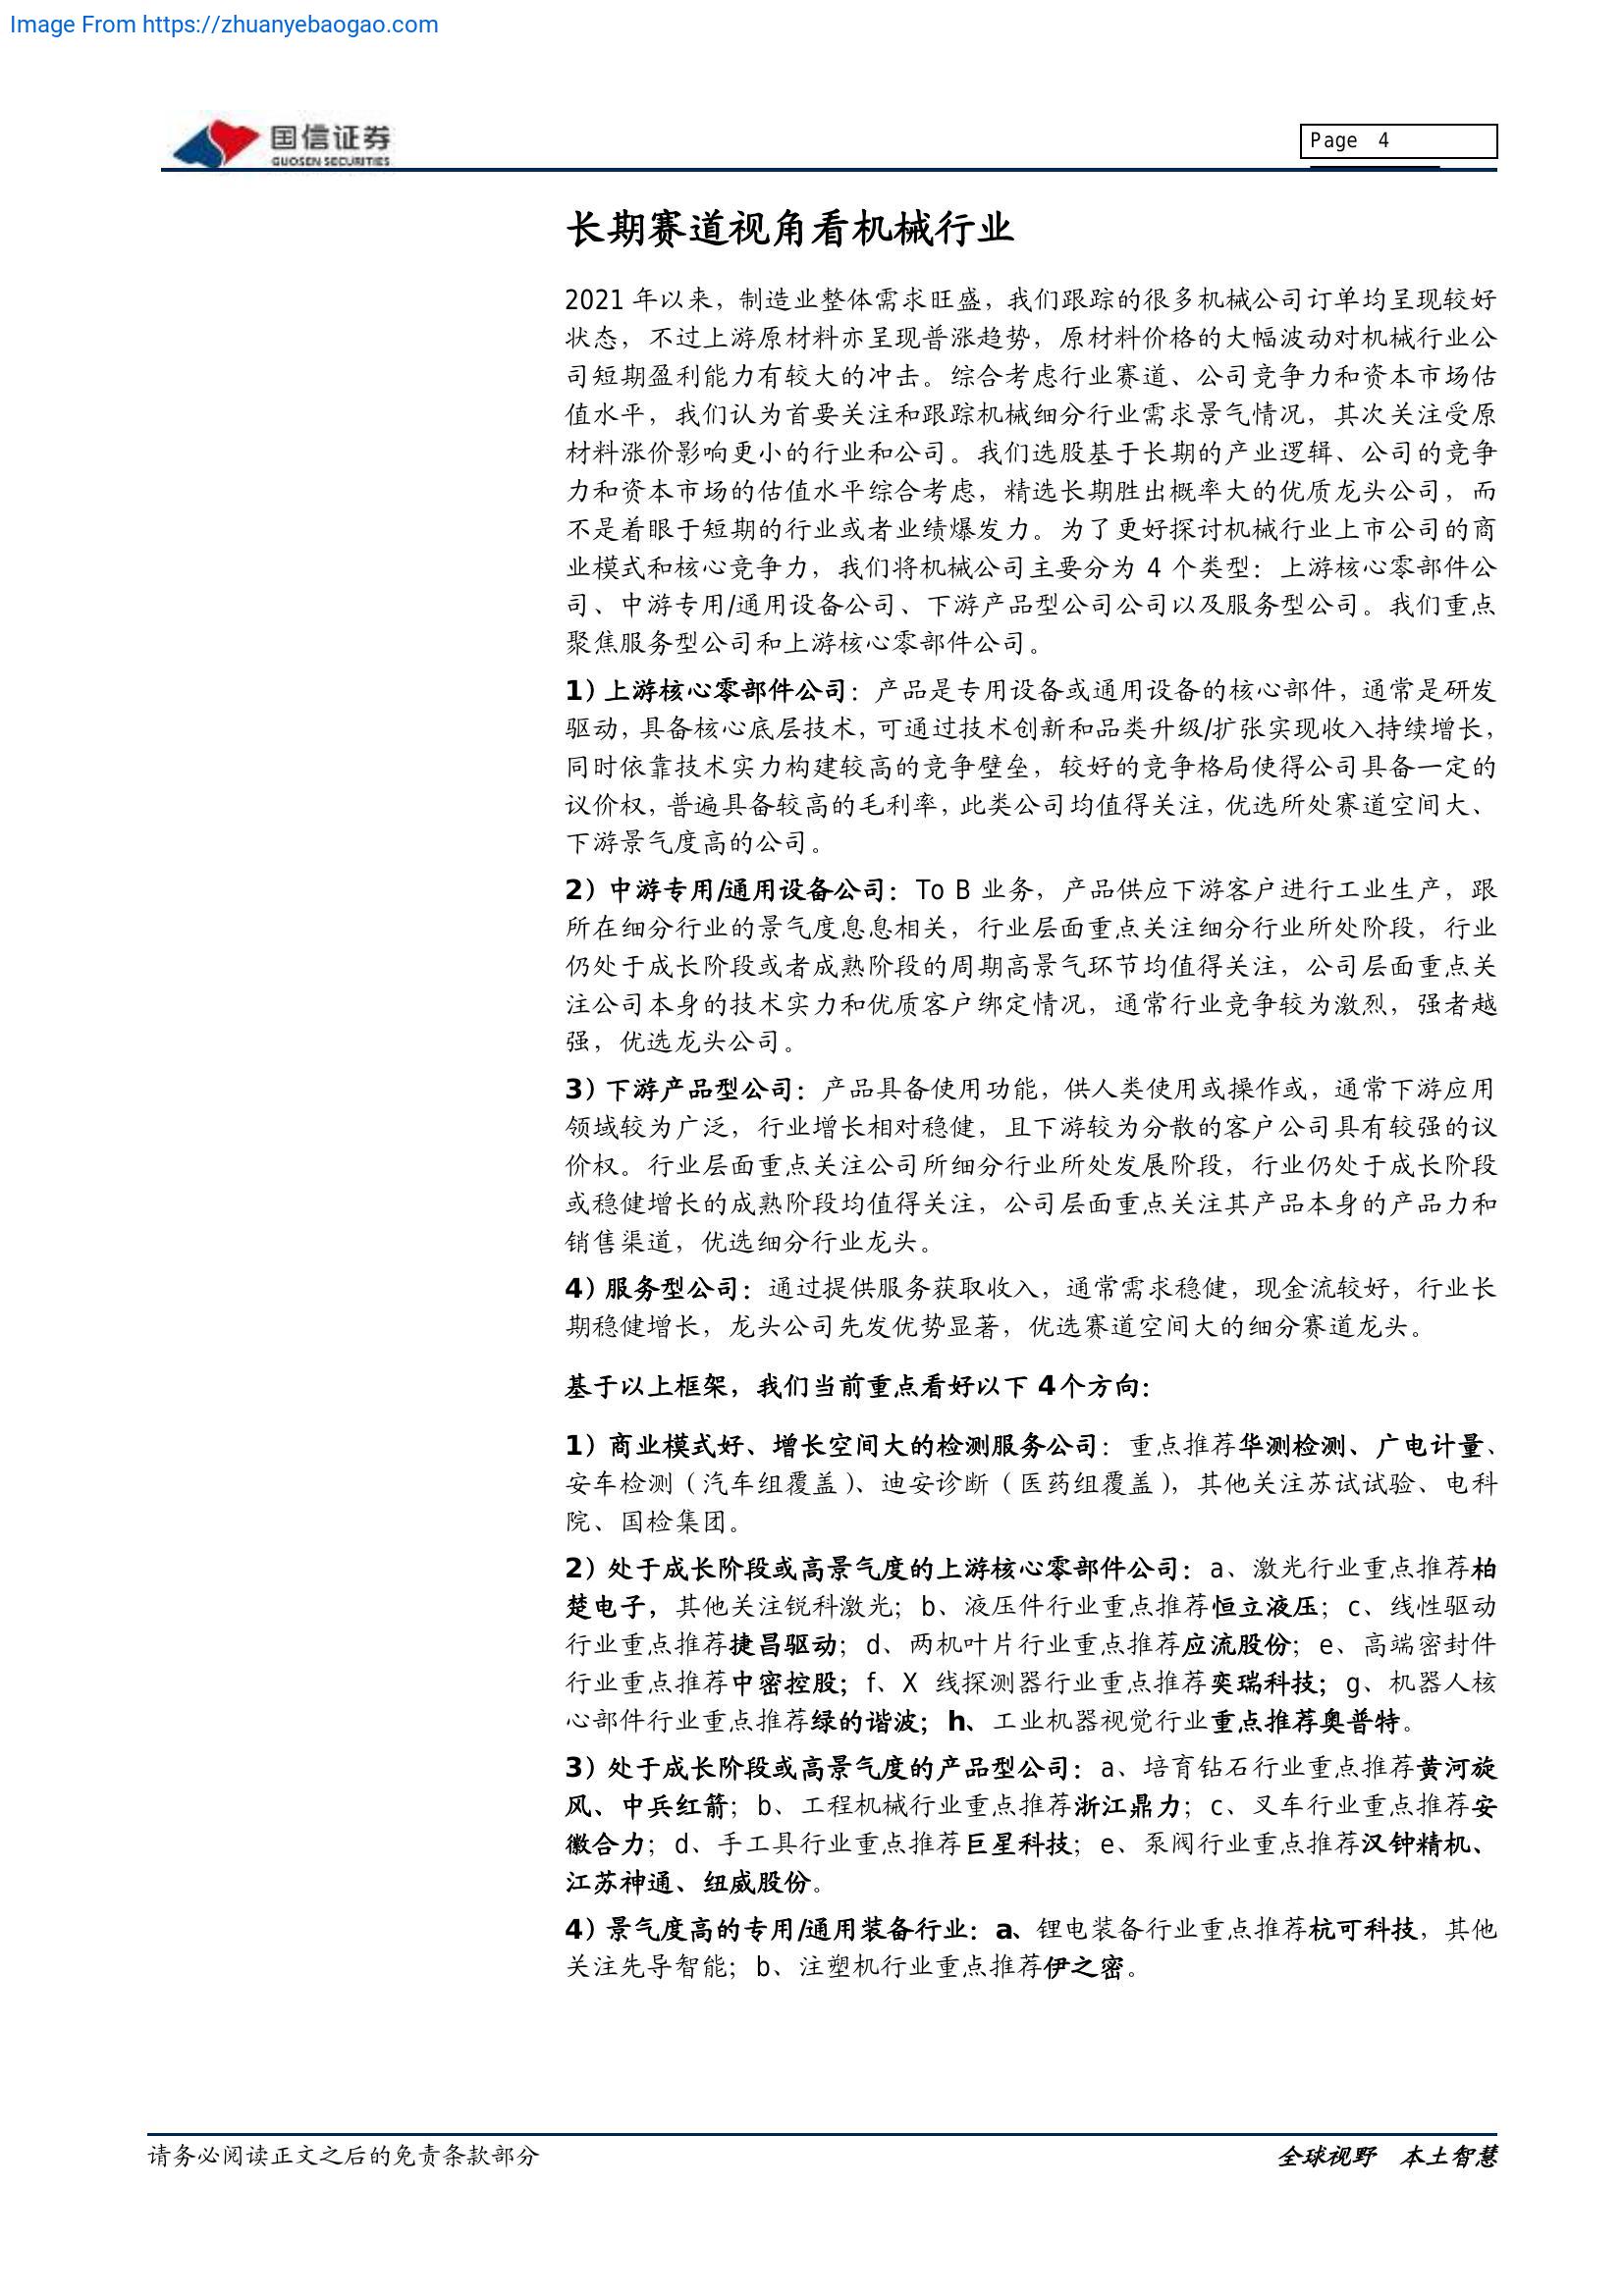 Image From https://zhuanyebaogao.com
国信证券
GUOSEN SECURITIES
Page 4
长期赛道视角看机械行业
2021 年以来，制造业整体需求旺盛，我们跟踪的很多机械公司订单均呈现较好
状态，不过上游原材料亦呈现普涨趋势，原材料价格的大幅波动对机械行业公
司短期盈利能力有较大的冲击。综合考虑行业赛道、公司竞争力和资本市场估
值水平，我们认为首要关注和跟踪机械细分行业需求景气情况，其次关注受原
材料涨价影响更小的行业和公司。我们选股基于长期的产业逻辑、公司的竞争
力和资本市场的估值水平综合考虑，精选长期胜出概率大的优质龙头公司，而
不是着眼于短期的行业或者业绩爆发力。为了更好探讨机械行业上市公司的商
业模式和核心竞争力，我们将机械公司主要分为 4 个类型：上游核心零部件公
司、中游专用/通用设备公司、下游产品型公司公司以及服务型公司。我们重点
聚焦服务型公司和上游核心零部件公司。
1）上游核心零部件公司：产品是专用设备或通用设备的核心部件，通常是研发
驱动，具备核心底层技术，可通过技术创新和品类升级/扩张实现收入持续增长，
同时依靠技术实力构建较高的竞争壁垒，较好的竞争格局使得公司具备一定的
议价权，普遍具备较高的毛利率，此类公司均值得关注，优选所处赛道空间大、
下游景气度高的公司。
2）中游专用/通用设备公司：To B 业务，产品供应下游客户进行工业生产，跟
所在细分行业的景气度息息相关，行业层面重点关注细分行业所处阶段，行业
仍处于成长阶段或者成熟阶段的周期高景气环节均值得关注，公司层面重点关
注公司本身的技术实力和优质客户绑定情况，通常行业竞争较为激烈，强者越
强，优选龙头公司。
3）下游产品型公司：产品具备使用功能，供人类使用或操作或，通常下游应用
领域较为广泛，行业增长相对稳健，且下游较为分散的客户公司具有较强的议
价权。行业层面重点关注公司所细分行业所处发展阶段，行业仍处于成长阶段
或稳健增长的成熟阶段均值得关注，公司层面重点关注其产品本身的产品力和
销售渠道，优选细分行业龙头。
4）服务型公司：通过提供服务获取收入，通常需求稳健，现金流较好，行业长
期稳健增长，龙头公司先发优势显著，优选赛道空间大的细分赛道龙头。
基于以上框架，我们当前重点看好以下 4个方向：
1）商业模式好、增长空间大的检测服务公司：重点推荐华测检测、广电计量、
安车检测（汽车组覆盖）、迪安诊断（医药组覆盖），其他关注苏试试验、电科
院、国检集团。
2）处于成长阶段或高景气度的上游核心零部件公司：a、激光行业重点推荐柏
楚电子，其他关注锐科激光；b、液压件行业重点推荐恒立液压；c、线性驱动
行业重点推荐捷昌驱动；d、两机叶片行业重点推荐应流股份；e、高端密封件
行业重点推荐中密控股；f、X 线探测器行业重点推荐奕瑞科技；g、机器人核
心部件行业重点推荐绿的谐波；h、工业机器视觉行业重点推荐奥普特。
3）处于成长阶段或高景气度的产品型公司：a、培育钻石行业重点推荐黄河旋
风、中兵红箭；b、工程机械行业重点推荐浙江鼎力；c、叉车行业重点推荐安
徽合力；d、手工具行业重点推荐巨星科技；e、泵阀行业重点推荐汉钟精机、
江苏神通、纽威股份。
4）景气度高的专用/通用装备行业：a、锂电装备行业重点推荐杭可科技，其他
关注先导智能；b、注塑机行业重点推荐伊之密。
请务必阅读正文之后的免责条款部分
全球视野 本土智慧